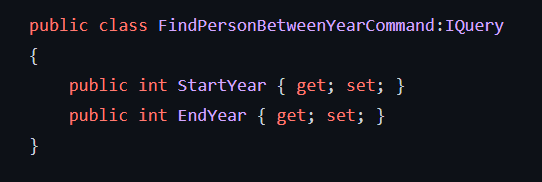 public class FindPersonBetweenYearCommand:IQuery
{
    public int StartYear { get; set; }
    public int EndYear { get; set; }
}